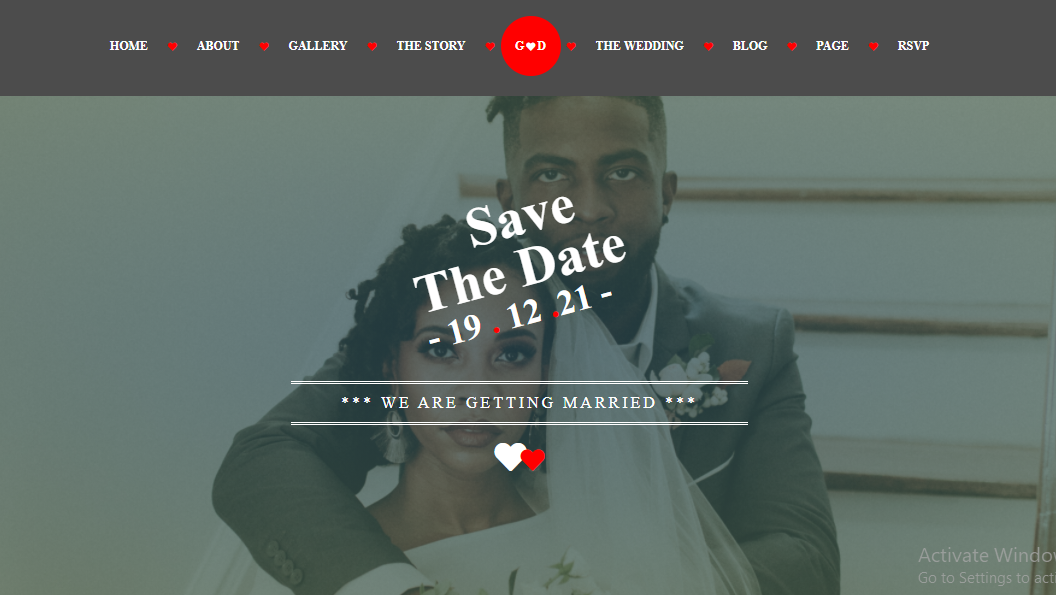 HOME ABOUT GALLERY THE STORY G D THE WEDDING BLOG PAGE RSVP
Save
The Date
- 19 . 12 .21 -
*** WE ARE GETTING MARRIED ***
Activate Windo
Go to Settings to acti